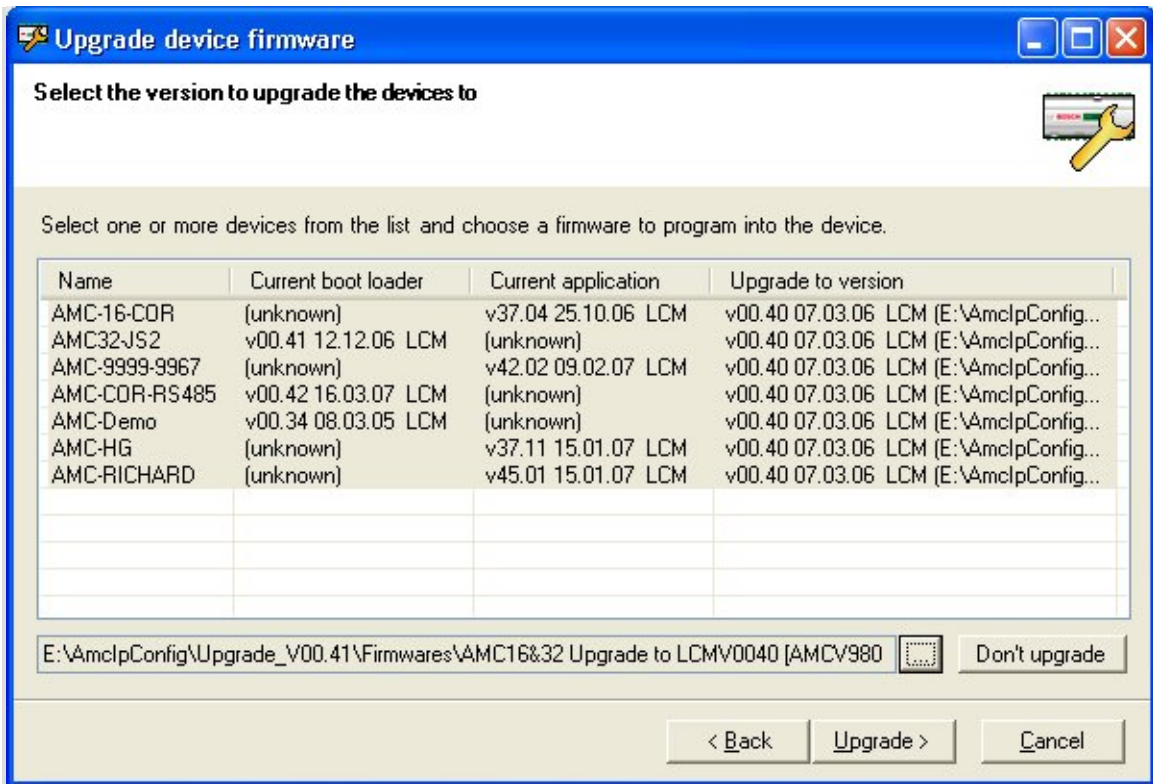 Upgrade device firmware
Select the version to upgrade the devices to
BOSCH
Select one or more devices from the list and choose a firmware to program into the device.
Name Current boot loader Current application Upgrade to version
AMC-16-COR (unknown) v37.04 25.10.06 LCM v00.40 07.03.06 LCM (E:\AmcIpConfig...
AMC32-JS2 v00.41 12.12.06 LCM (unknown) v00.40 07.03.06 LCM (E:\AmcIpConfig...
AMC-9999-9967 (unknown) v42.02 09.02.07 LCM v00.40 07.03.06 LCM (E:\AmcIpConfig...
AMC-COR-RS485 v00.42 16.03.07 LCM (unknown) v00.40 07.03.06 LCM (E:\AmcIpConfig...
AMC-Demo v00.34 08.03.05 LCM (unknown) v00.40 07.03.06 LCM (E:\AmcIpConfig...
AMC-HG (unknown) v37.11 15.01.07 LCM v00.40 07.03.06 LCM (E:\AmcIpConfig...
AMC-RICHARD (unknown) v45.01 15.01.07 LCM v00.40 07.03.06 LCM (E:\AmcIpConfig...
E:\AmcIpConfig\Upgrade_V00.41\Firmwares\AMC16&32 Upgrade to LCMV0040 [AMCV980 ... Don't upgrade
< Back Upgrade > Cancel